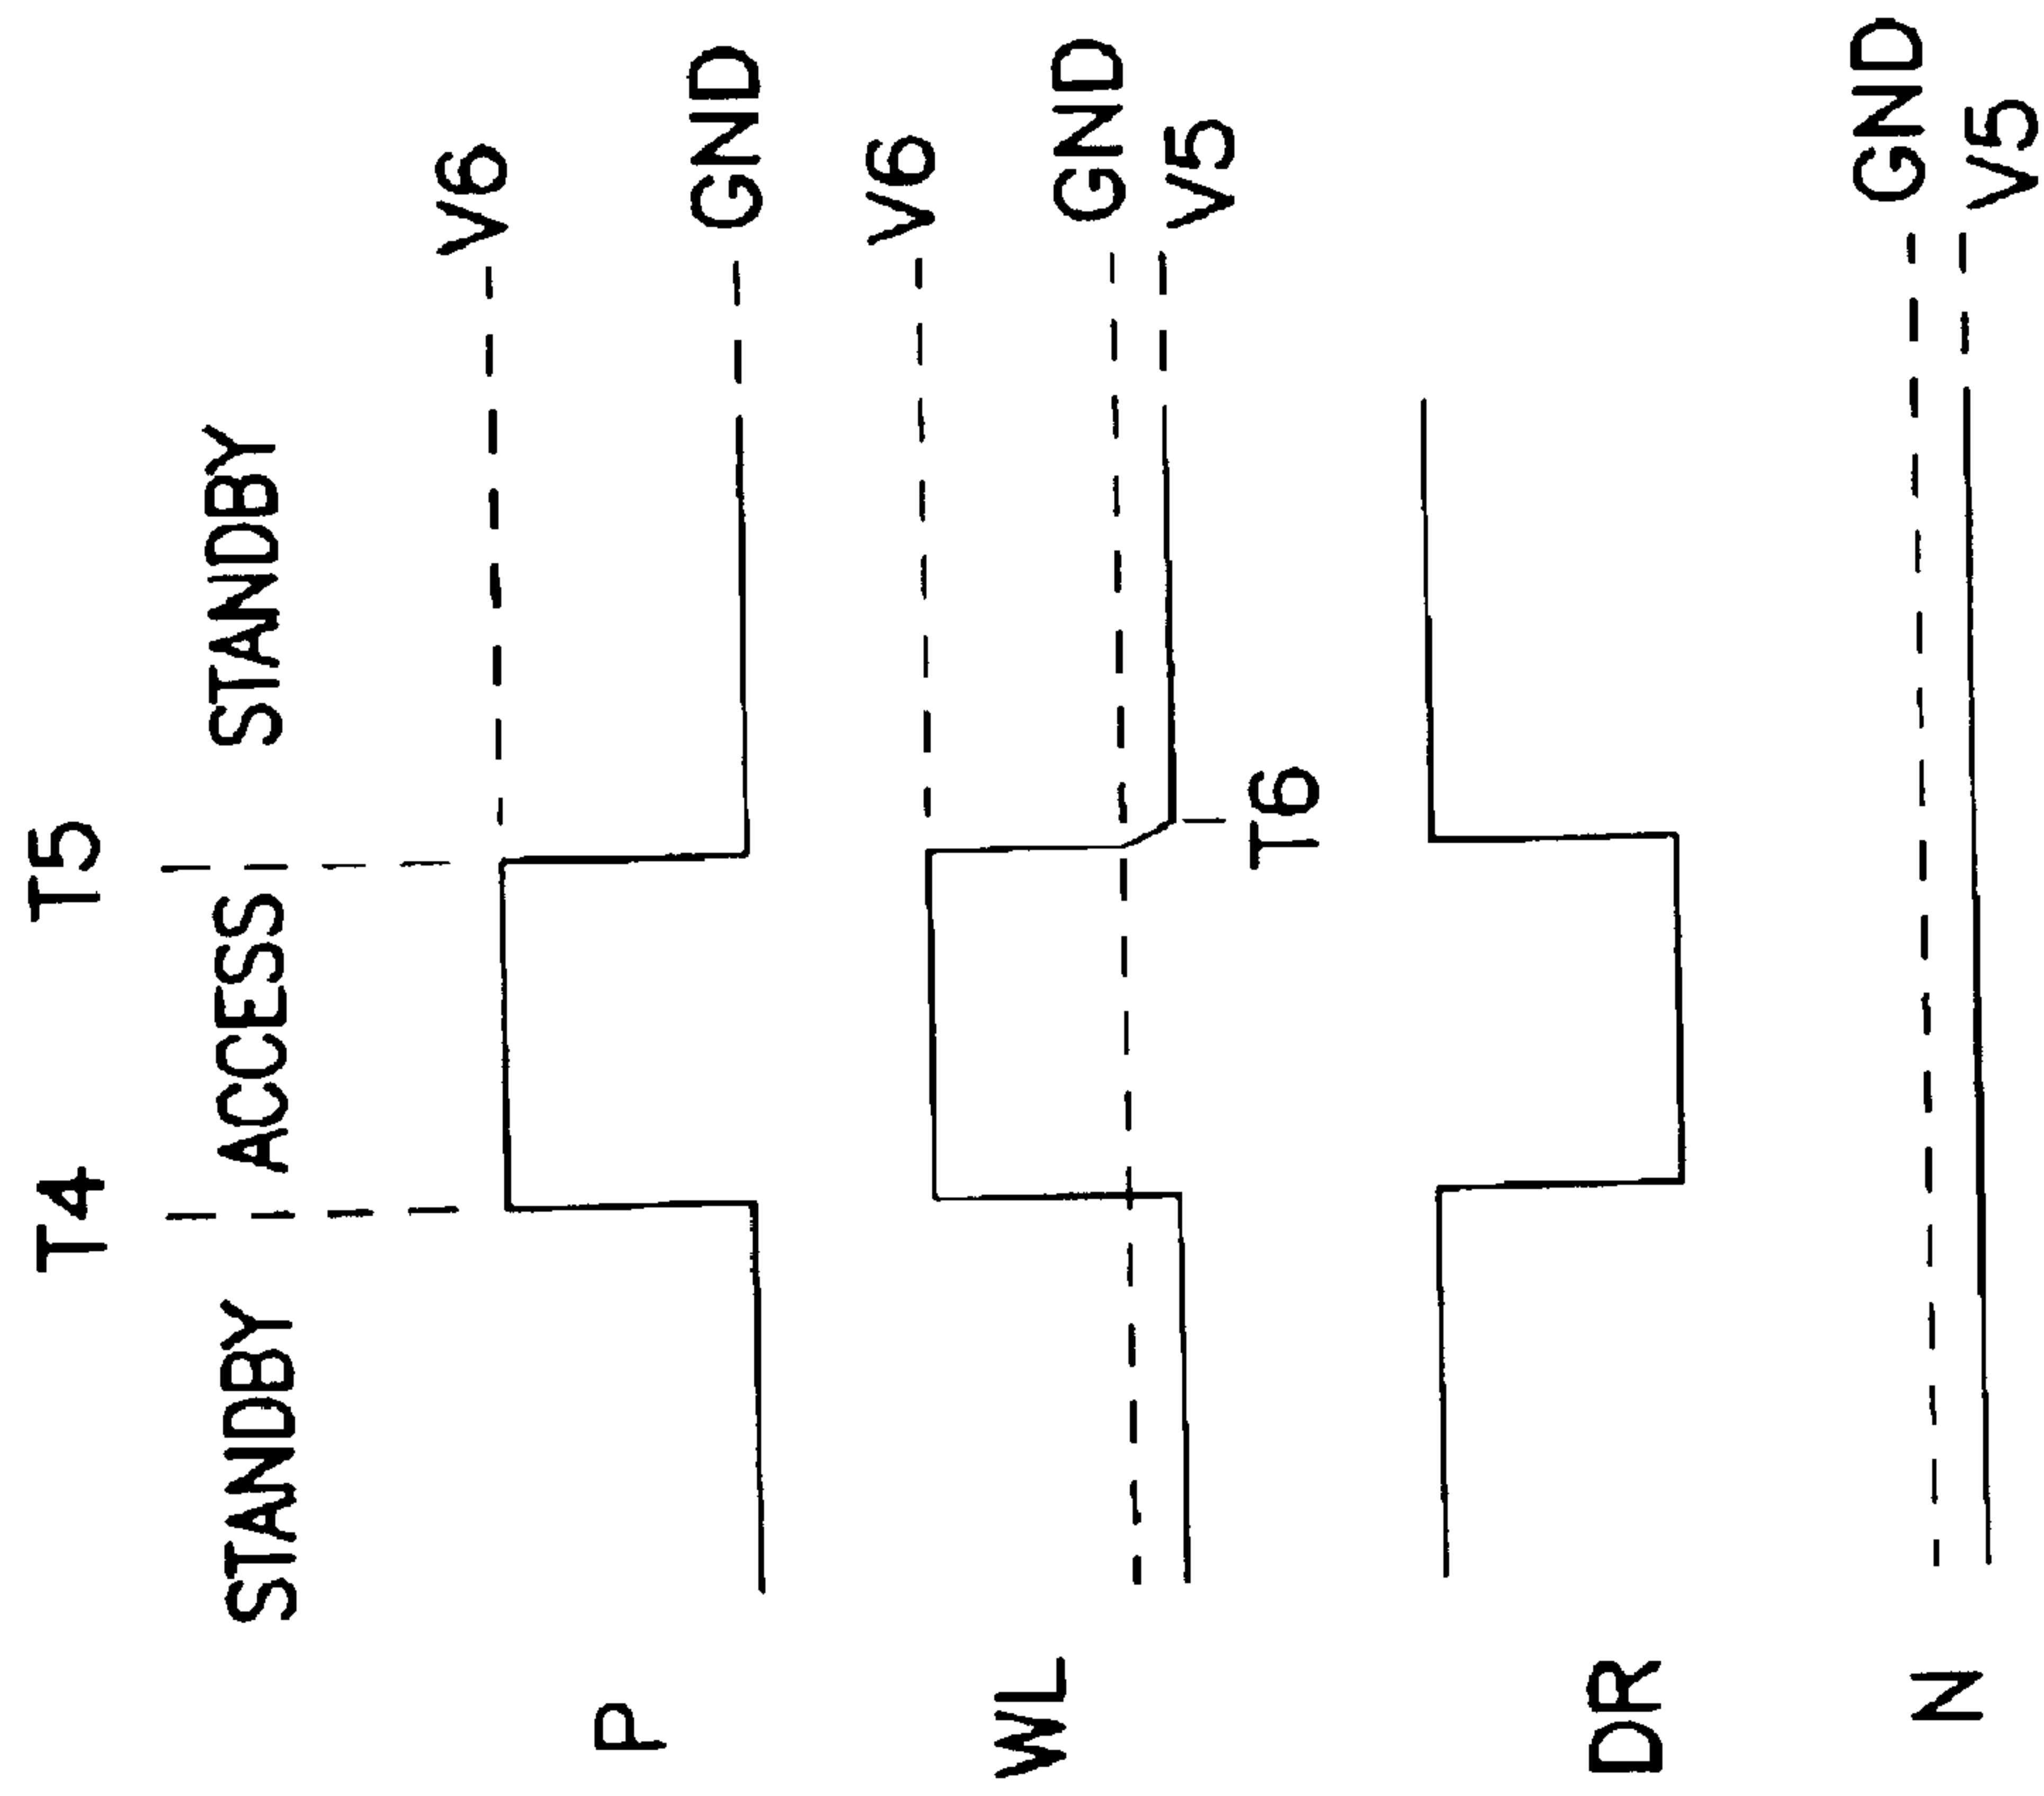 T4 T5
STANDBY ACCESS STANDBY
V6
P
GND
V6
WL
GND
V5
T6
DR
GND
N
V5